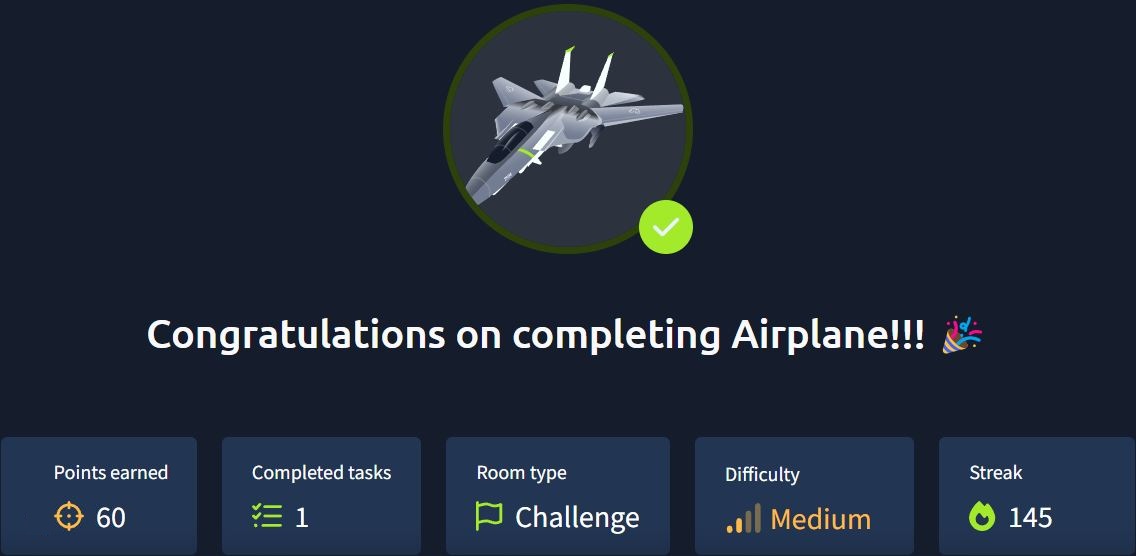 Congratulations on completing Airplane!!! 🎉
Points earned
60
Completed tasks
1
Room type
Challenge
Difficulty
Medium
Streak
145